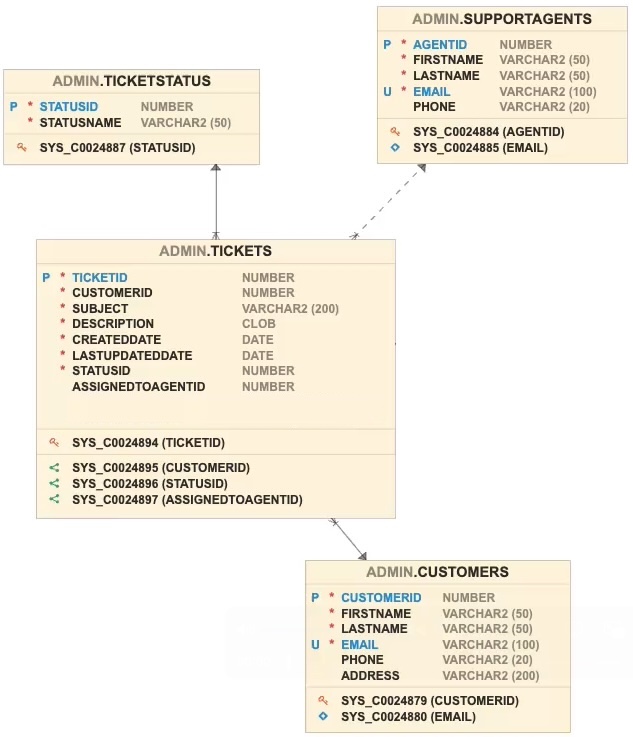 ADMIN.SUPPORTAGENTS
P * AGENTID NUMBER
* FIRSTNAME VARCHAR2 (50)
* LASTNAME VARCHAR2 (50)
U * EMAIL VARCHAR2 (100)
PHONE VARCHAR2 (20)
SYS_C0024884 (AGENTID)
SYS_C0024885 (EMAIL)
ADMIN.TICKETSTATUS
P * STATUSID NUMBER
* STATUSNAME VARCHAR2 (50)
SYS_C0024887 (STATUSID)
ADMIN.TICKETS
P * TICKETID NUMBER
* CUSTOMERID NUMBER
* SUBJECT VARCHAR2 (200)
* DESCRIPTION CLOB
* CREATEDDATE DATE
* LASTUPDATEDDATE DATE
* STATUSID NUMBER
ASSIGNEDTOAGENTID NUMBER
SYS_C0024894 (TICKETID)
SYS_C0024895 (CUSTOMERID)
SYS_C0024896 (STATUSID)
SYS_C0024897 (ASSIGNEDTOAGENTID)
ADMIN.CUSTOMERS
P * CUSTOMERID NUMBER
* FIRSTNAME VARCHAR2 (50)
* LASTNAME VARCHAR2 (50)
U * EMAIL VARCHAR2 (100)
PHONE VARCHAR2 (20)
ADDRESS VARCHAR2 (200)
SYS_C0024879 (CUSTOMERID)
SYS_C0024880 (EMAIL)